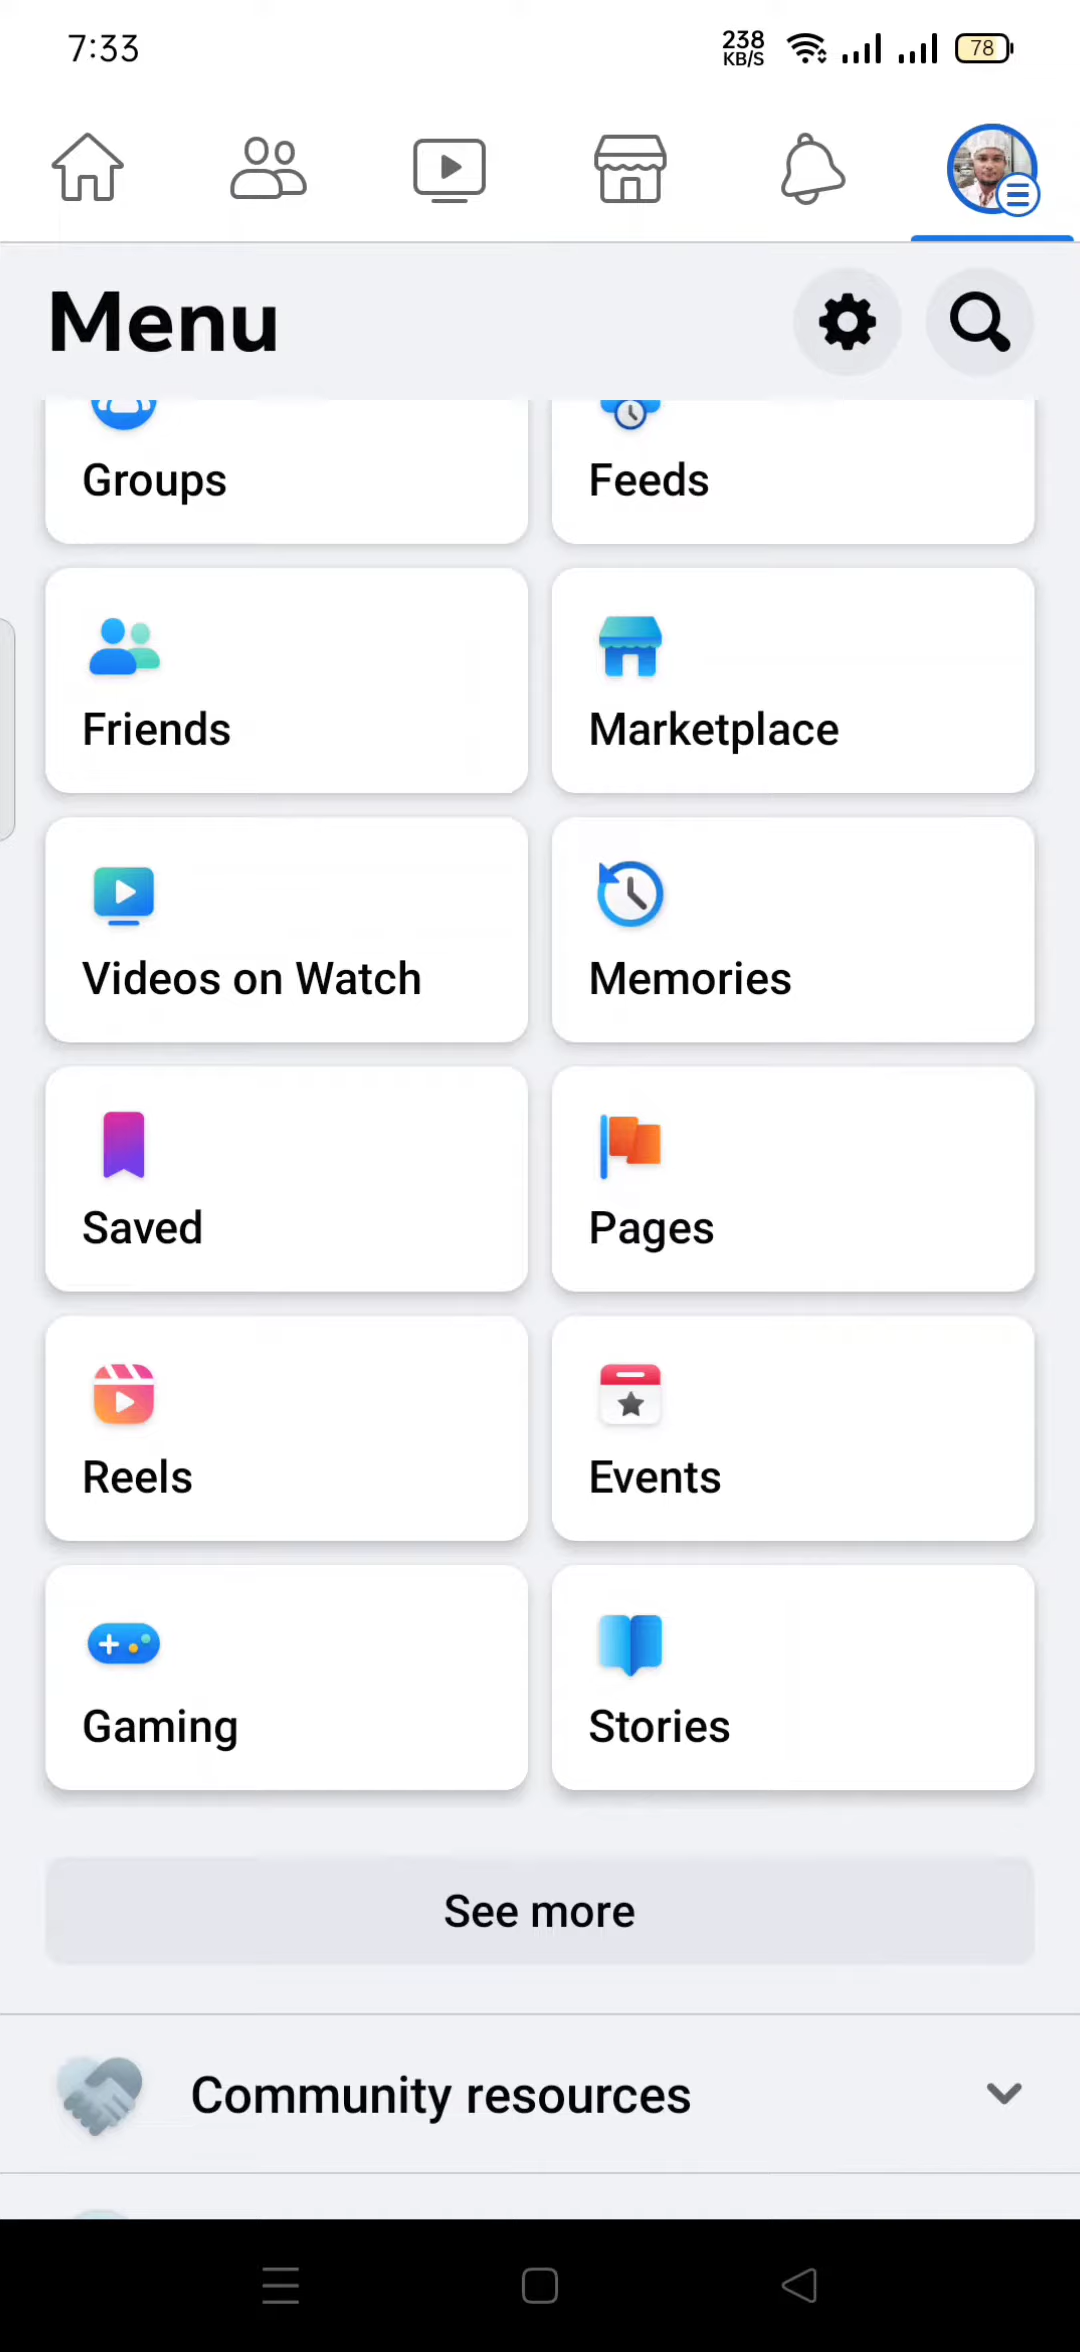 7:33
238
KB/S
78
Menu
Groups
Feeds
Friends
Marketplace
Videos on Watch
Memories
Saved
Pages
Reels
Events
Gaming
Stories
See more
Community resources